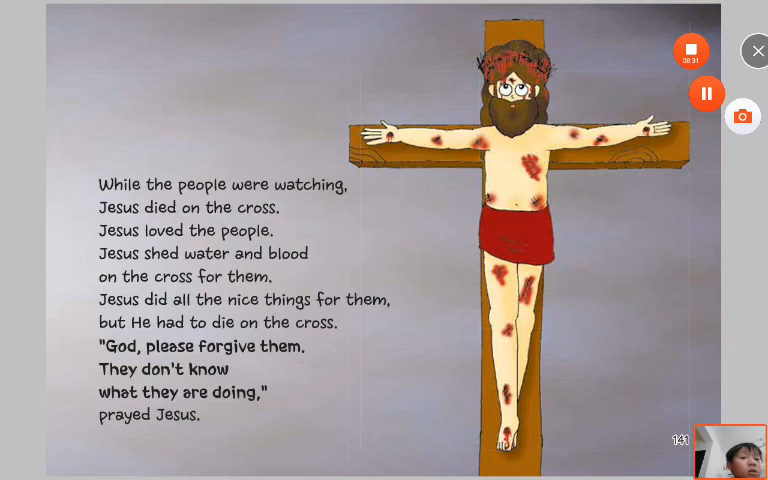 08:31
While the people were watching,
Jesus died on the cross.
Jesus loved the people.
Jesus shed water and blood
on the cross for them.
Jesus did all the nice things for them,
but He had to die on the cross.
"God, please forgive them.
They don't know
what they are doing,"
prayed Jesus.
141